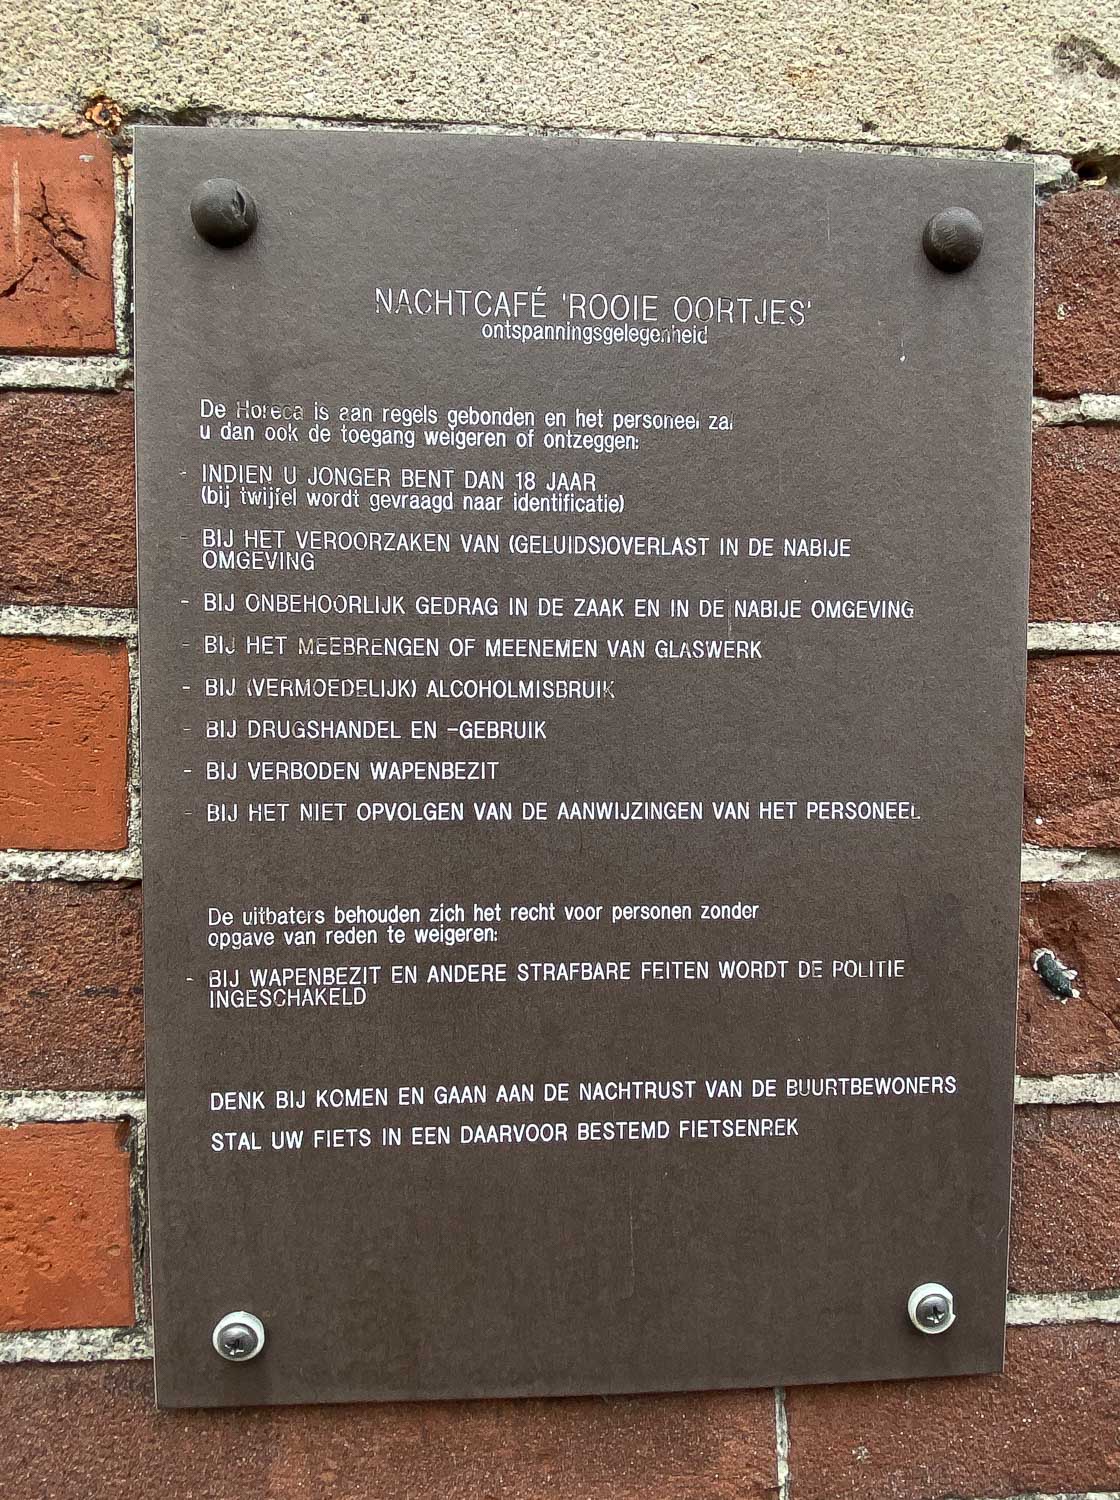 NACHTCAFÉ 'ROOIE OORTJES'
ontspanningsgelegenheid
De Horeca is aan regels gebonden en het personeel zal
u dan ook de toegang weigeren of ontzeggen:
- INDIEN U JONGER BENT DAN 18 JAAR
(bij twijfel wordt gevraagd naar identificatie)
- BIJ HET VEROORZAKEN VAN (GELUIDS)OVERLAST IN DE NABIJE
OMGEVING
- BIJ ONBEHOORLIJK GEDRAG IN DE ZAAK EN IN DE NABIJE OMGEVING
- BIJ HET MEEBRENGEN OF MEENEMEN VAN GLASWERK
- BIJ (VERMOEDELIJK) ALCOHOLMISBRUIK
- BIJ DRUGSHANDEL EN -GEBRUIK
- BIJ VERBODEN WAPENBEZIT
- BIJ HET NIET OPVOLGEN VAN DE AANWIJZINGEN VAN HET PERSONEEL
De uitbaters behouden zich het recht voor personen zonder
opgave van reden te weigeren:
- BIJ WAPENBEZIT EN ANDERE STRAFBARE FEITEN WORDT DE POLITIE
INGESCHAKELD
DENK BIJ KOMEN EN GAAN AAN DE NACHTRUST VAN DE BUURTBEWONERS
STAL UW FIETS IN EEN DAARVOOR BESTEMD FIETSENREK